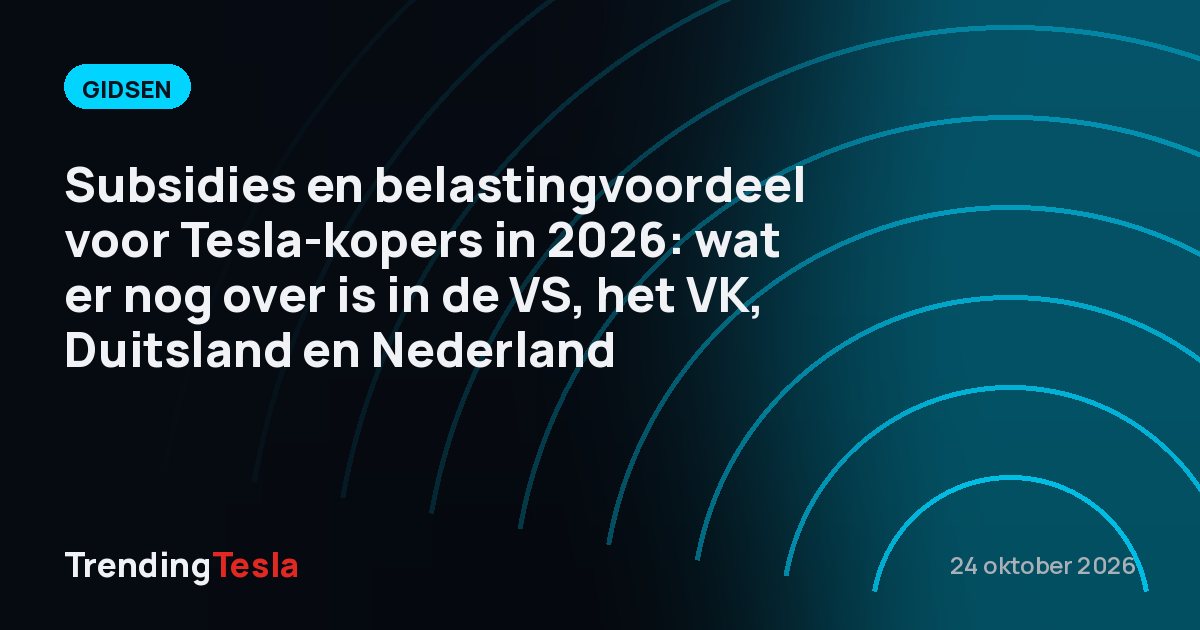 GIDSEN
Subsidies en belastingvoordeel
voor Tesla-kopers in 2026: wat
er nog over is in de VS, het VK,
Duitsland en Nederland
TrendingTesla
24 oktober 2026